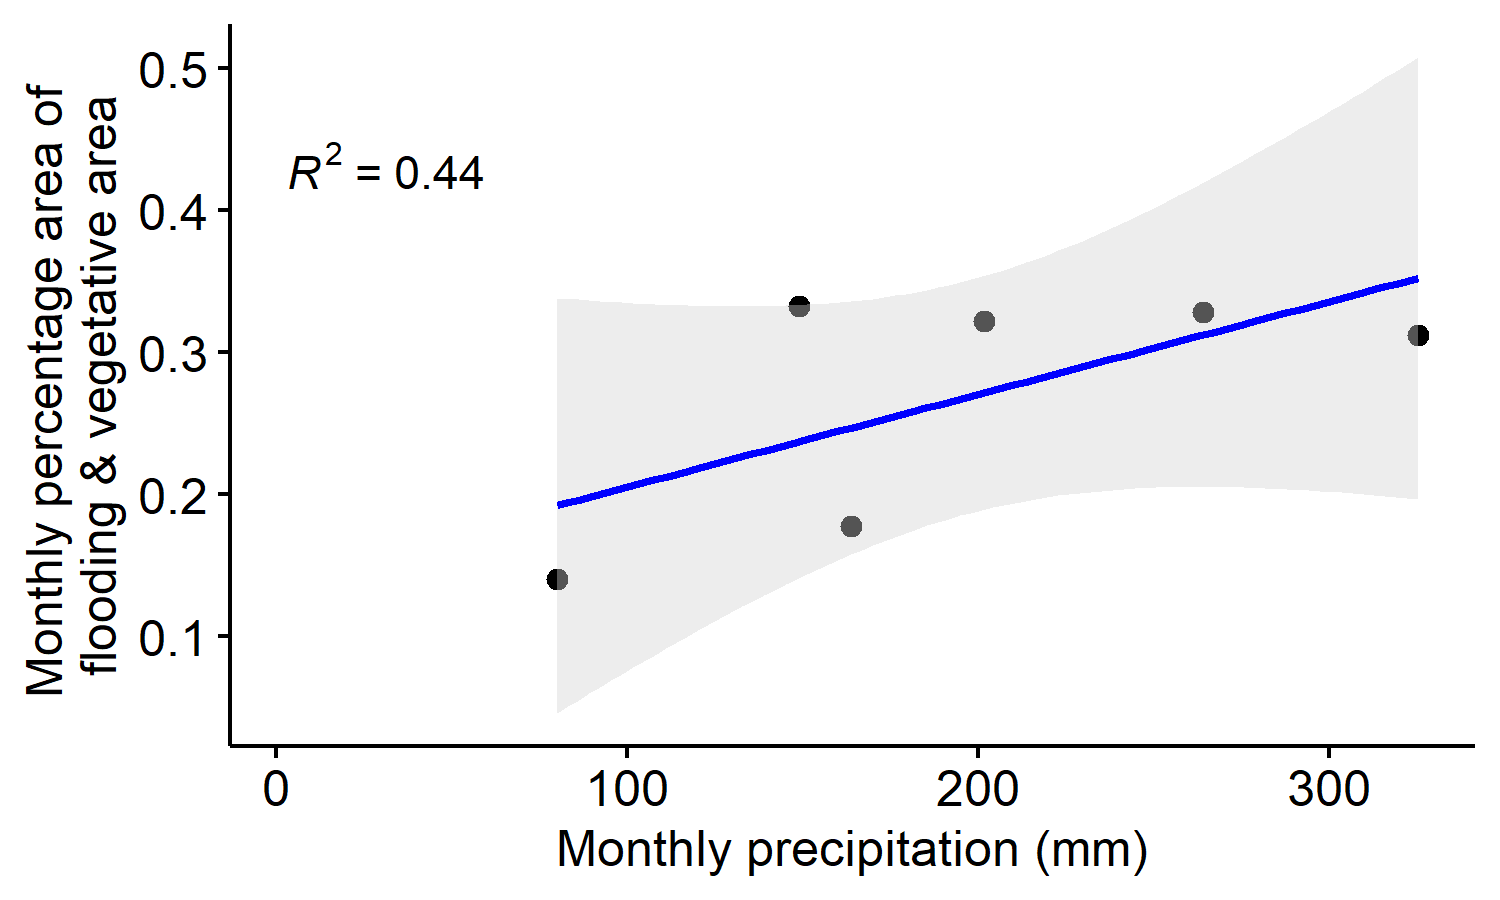 Monthly percentage area of
flooding & vegetative area
0.5
0.4
0.3
0.2
0.1
R² = 0.44
0 100 200 300
Monthly precipitation (mm)